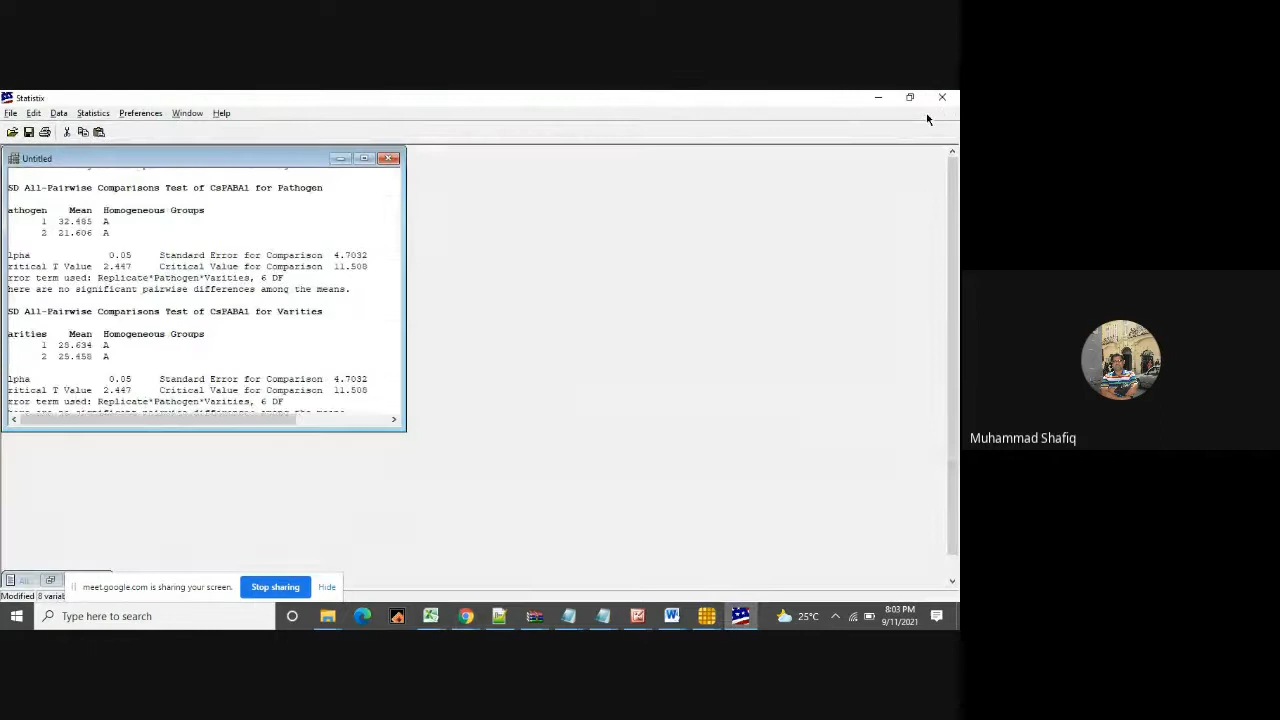 Statistix
File Edit Data Statistics Preferences Window Help
Untitled
SD All-Pairwise Comparisons Test of CsPABA1 for Pathogen
athogen Mean Homogeneous Groups
1 32.485 A
2 21.606 A
lpha 0.05 Standard Error for Comparison 4.7032
ritical T Value 2.447 Critical Value for Comparison 11.508
rror term used: Replicate*Pathogen*Varities, 6 DF
here are no significant pairwise differences among the means.
SD All-Pairwise Comparisons Test of CsPABA1 for Varities
arities Mean Homogeneous Groups
1 28.634 A
2 25.458 A
lpha 0.05 Standard Error for Comparison 4.7032
ritical T Value 2.447 Critical Value for Comparison 11.508
rror term used: Replicate*Pathogen*Varities, 6 DF
Muhammad Shafiq
meet.google.com is sharing your screen. Stop sharing Hide
Modified 8 variat
Type here to search
25°C
8:03 PM
9/11/2021